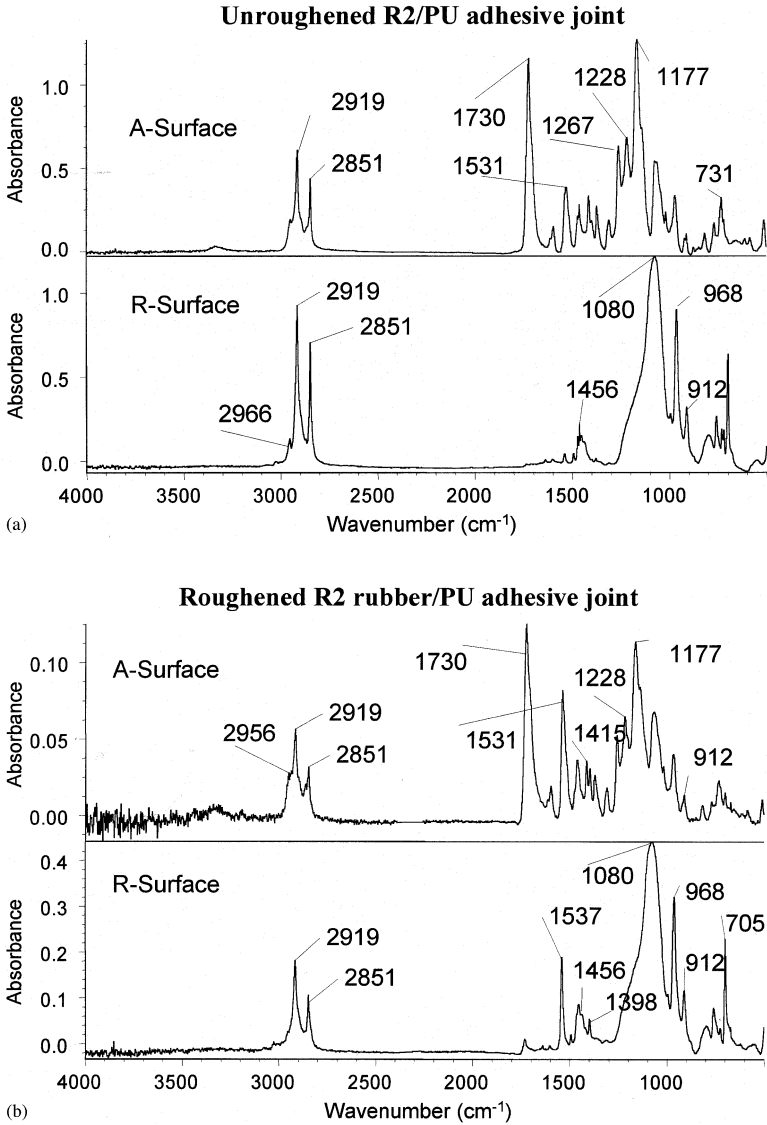 Unroughened R2/PU adhesive joint
Absorbance
1.0
0.5
0.0
A-Surface
2919
2851
1730
1531
1267
1228
1177
731
Absorbance
1.0
0.5
0.0
R-Surface
2966
2919
2851
1456
1080
968
912
4000 3500 3000 2500 2000 1500 1000
(a)
Wavenumber (cm-1)
Roughened R2 rubber/PU adhesive joint
Absorbance
0.10
0.05
0.00
A-Surface
2956
2919
2851
1730
1531
1415
1228
1177
912
Absorbance
0.4
0.3
0.2
0.1
0.0
R-Surface
2919
2851
1537
1456
1398
1080
968
912
705
4000 3500 3000 2500 2000 1500 1000
(b)
Wavenumber (cm-1)